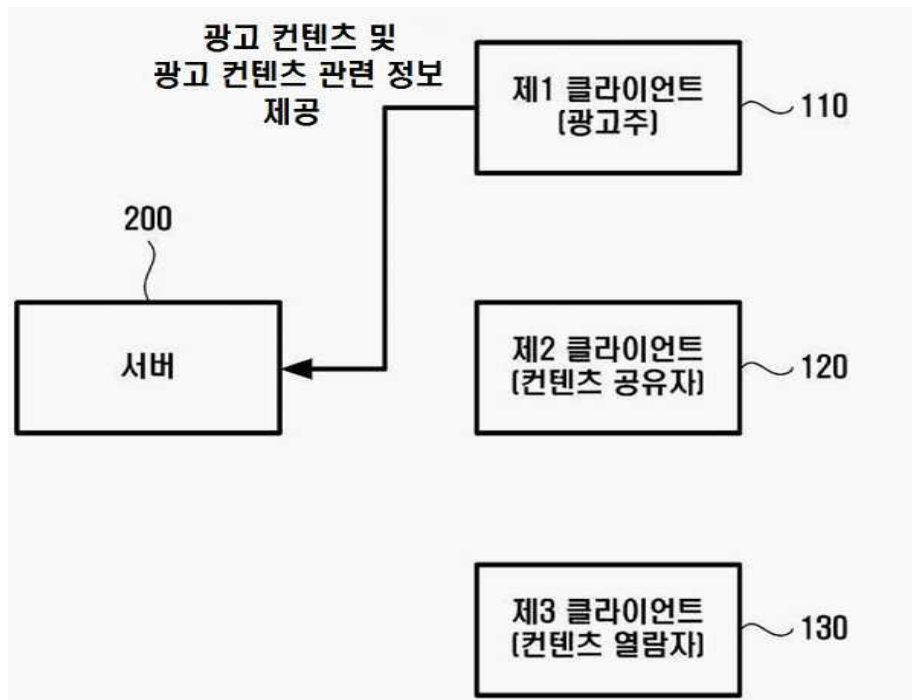 광고 컨텐츠 및
광고 컨텐츠 관련 정보
제공
제1 클라이언트
(광고주)
110
200
서버
제2 클라이언트
(컨텐츠 공유자)
120
제3 클라이언트
(컨텐츠 열람자)
130